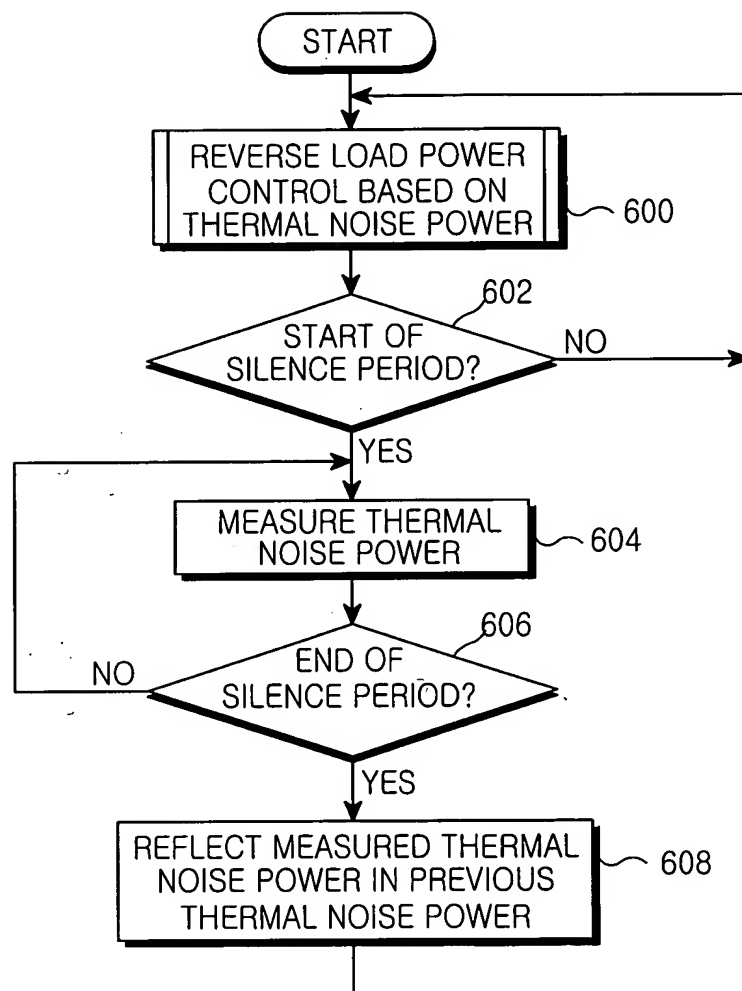 START
REVERSE LOAD POWER
CONTROL BASED ON
THERMAL NOISE POWER
600
602
START OF
SILENCE PERIOD?
NO
YES
MEASURE THERMAL
NOISE POWER
604
606
END OF
SILENCE PERIOD?
NO
YES
REFLECT MEASURED THERMAL
NOISE POWER IN PREVIOUS
THERMAL NOISE POWER
608